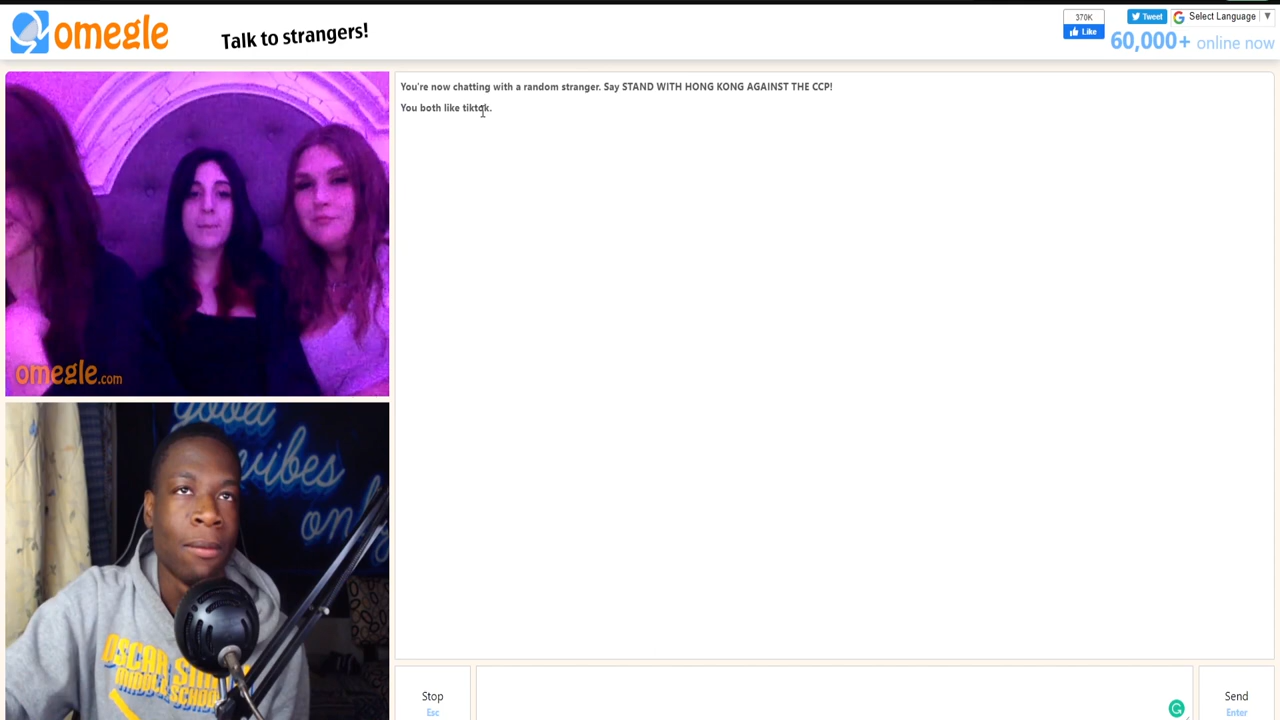 omegle
Talk to strangers!
370K
Like
Tweet
Select Language
60,000+ online now
You're now chatting with a random stranger. Say STAND WITH HONG KONG AGAINST THE CCP!
You both like tiktok.
omegle.com
good
vibes
only
OSCAR SMITH
MIDDLE SCHOOL
Stop
Esc
Send
Enter